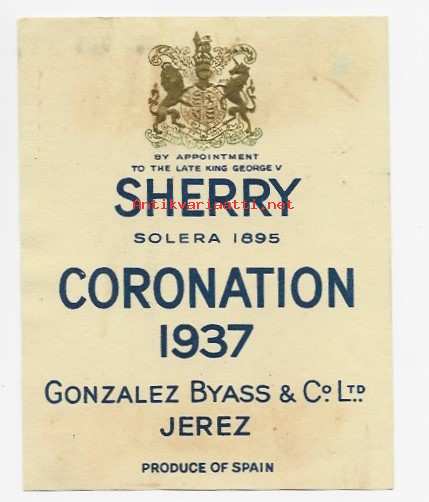 BY APPOINTMENT
TO THE LATE KING GEORGE V
SHERRY
Antikvariaatti.net
SOLERA 1895
CORONATION
1937
GONZALEZ BYASS & Co LTD
JEREZ
PRODUCE OF SPAIN